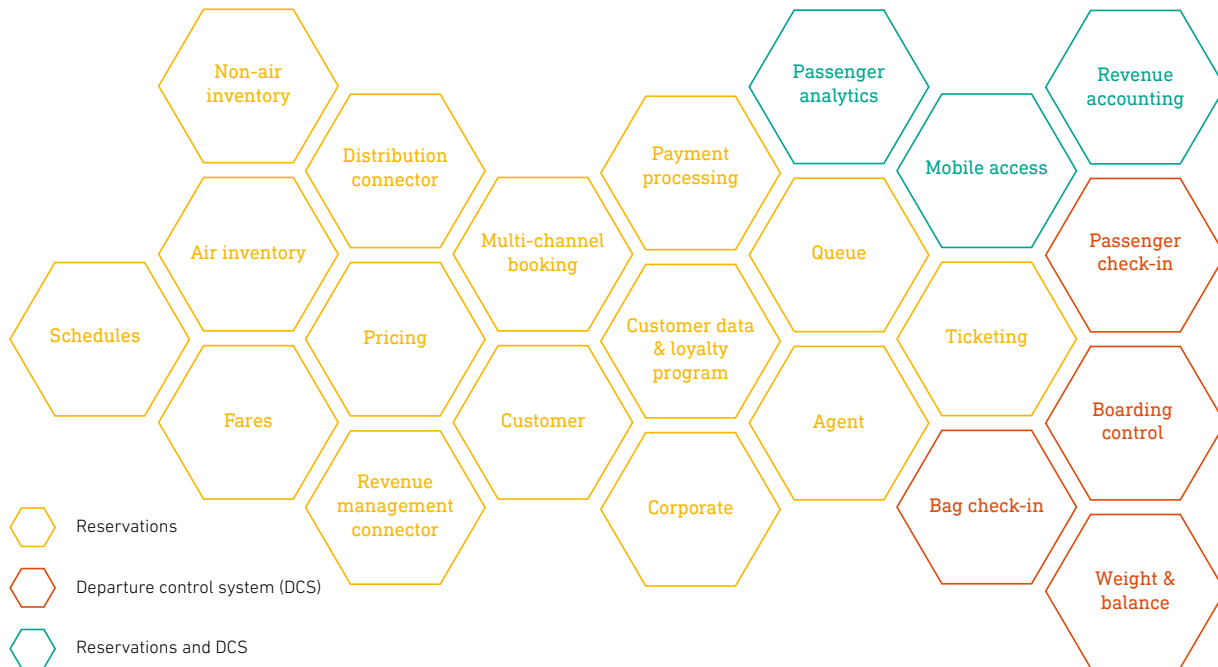 Non-air
inventory
Passenger
analytics
Revenue
accounting
Distribution
connector
Payment
processing
Mobile access
Air inventory
Multi-channel
booking
Queue
Passenger
check-in
Schedules
Pricing
Customer data
& loyalty
program
Ticketing
Fares
Customer
Agent
Boarding
control
Revenue
management
connector
Corporate
Bag check-in
Weight &
balance
Reservations
Departure control system (DCS)
Reservations and DCS